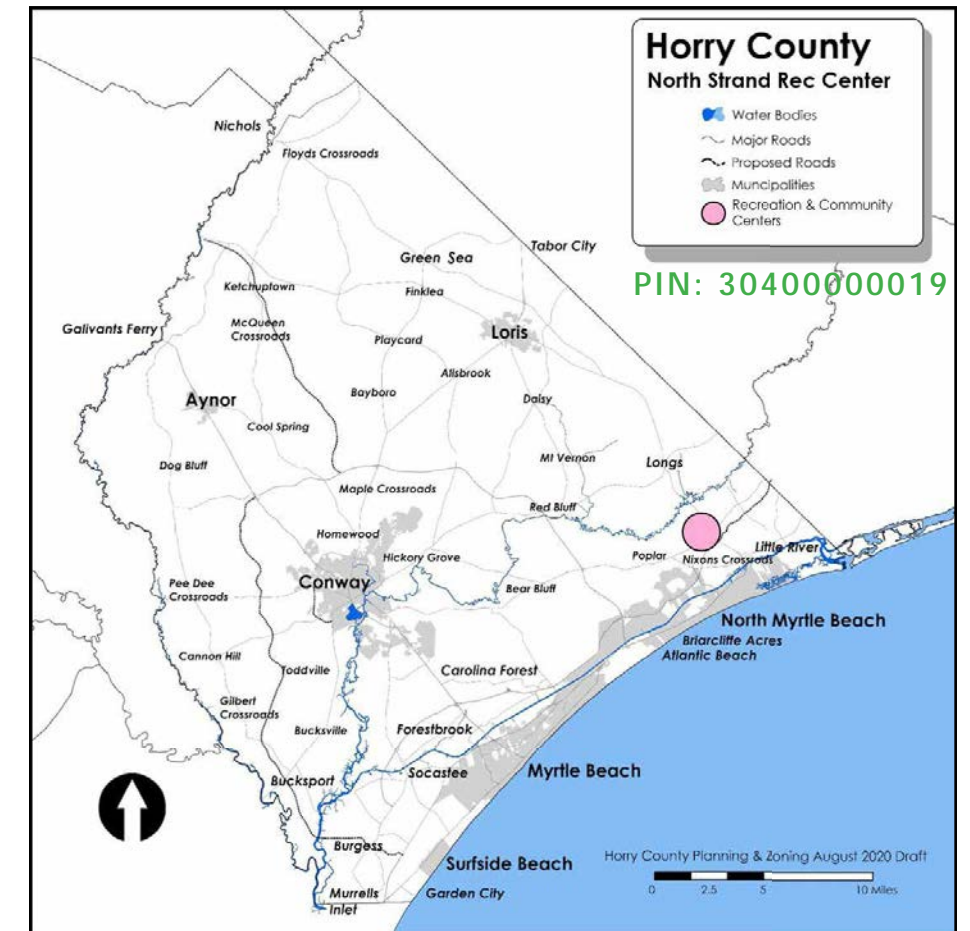 Horry County
North Strand Rec Center
Water Bodies
Major Roads
Proposed Roads
Muncipalities
Recreation & Community
Centers
PIN: 30400000019
Nichols
Floyds Crossroads
Tabor City
Green Sea
Ketchuptown
Finklea
Galivants Ferry
McQueen
Crossroads
Playcard
Loris
Allsbrook
Aynor
Bayboro
Daisy
Cool Spring
Dog Bluff
Mt Vernon
Longs
Maple Crossroads
Red Bluff
Homewood
Hickory Grove
Poplar
Nixons Crossroads
Little River
Conway
Pee Dee
Crossroads
Bear Bluff
North Myrtle Beach
Briarcliffe Acres
Atlantic Beach
Cannon Hill
Toddville
Carolina Forest
Gilbert
Crossroads
Bucksville
Forestbrook
Socastee
Myrtle Beach
Bucksport
Burgess
Surfside Beach
Murrells
Inlet
Garden City
Horry County Planning & Zoning August 2020 Draft
0 2.5 5 10 Miles